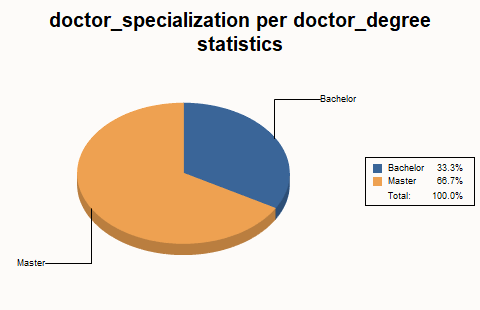 doctor_specialization per doctor_degree
statistics
Bachelor
Bachelor 33.3%
Master 66.7%
Total: 100.0%
Master